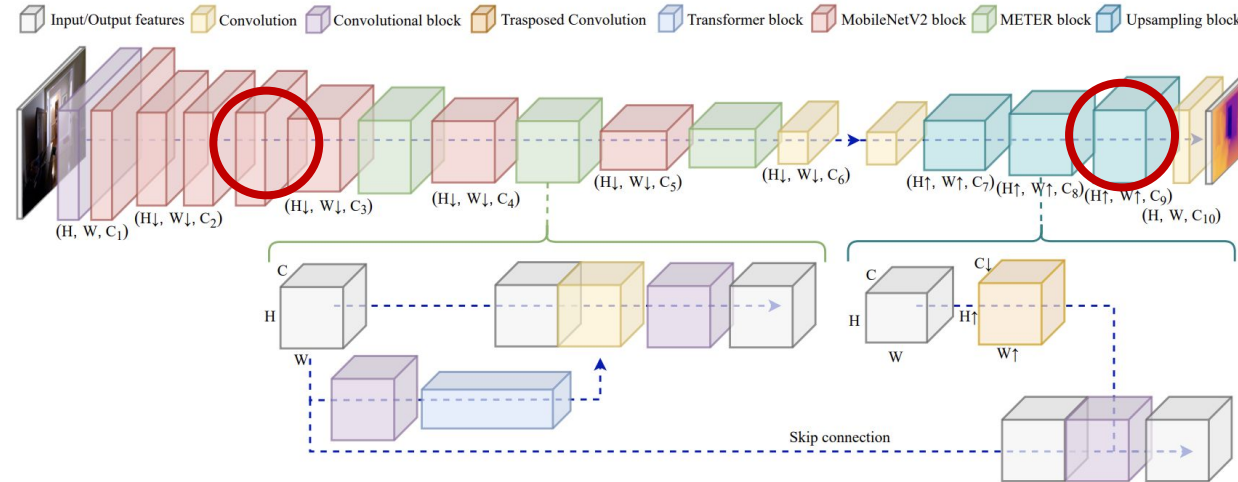 Input/Output features Convolution Convolutional block Trasposed Convolution Transformer block MobileNetV2 block METER block Upsampling block
(H, W, C1)
(H↓, W↓, C2)
(H↓, W↓, C3)
(H↓, W↓, C4)
(H↓, W↓, C5)
(H↓, W↓, C6)
(H↑, W↑, C7)
(H↑, W↑, C8)
(H↑, W↑, C9)
(H, W, C10)
C
H
W
C
H
W
C↓
H↑
W↑
Skip connection